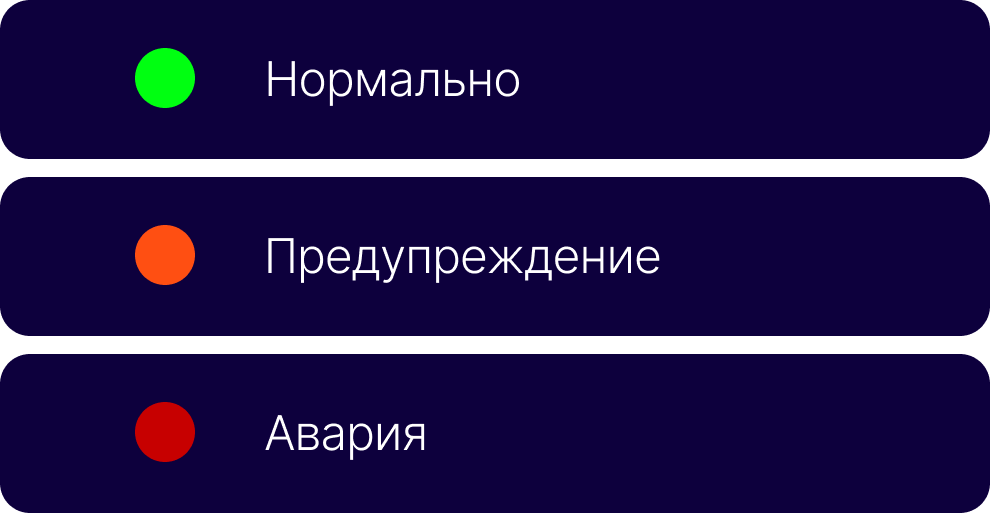 Нормально
Предупреждение
Авария